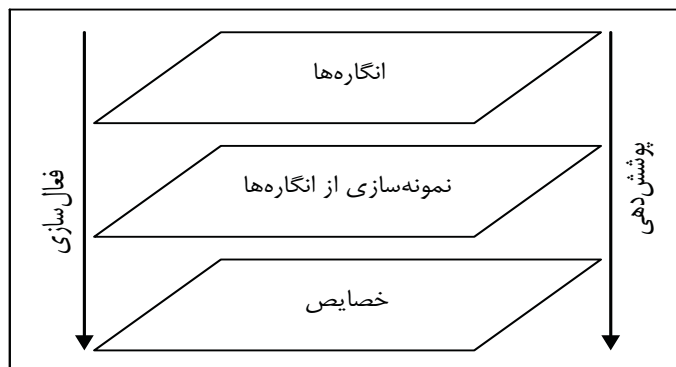 انگاره‌ها
نمونه‌سازی از انگاره‌ها
خصایص
پوشش‌دهی
فعال‌سازی